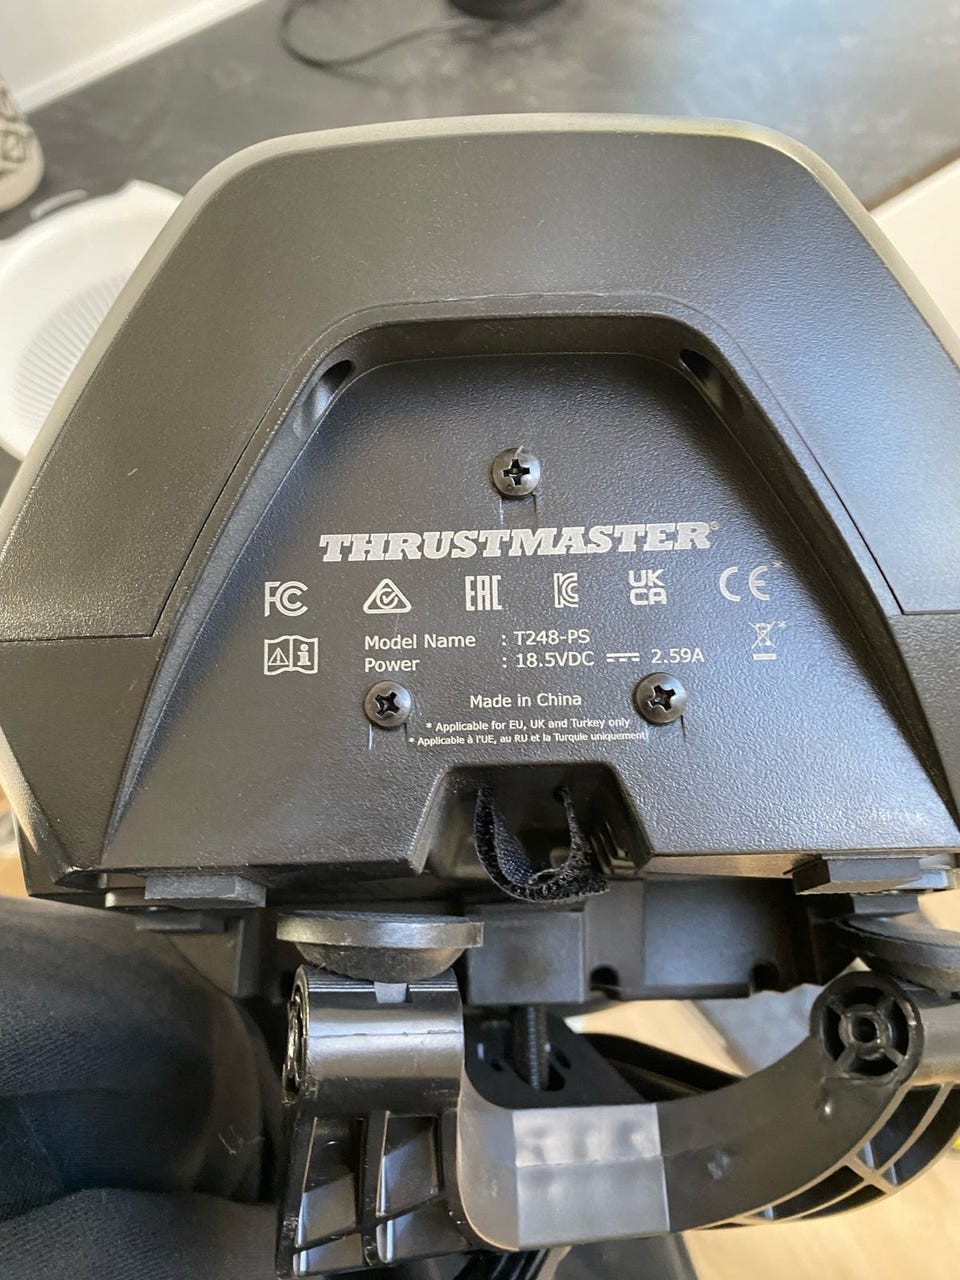 THRUSTMASTER®
FC EAC UK CA CE*
Model Name : T248-PS
Power : 18.5VDC ⎓ 2.59A
Made in China
* Applicable for EU, UK and Turkey only
* Applicable à l'UE, au RU et la Turquie uniquement